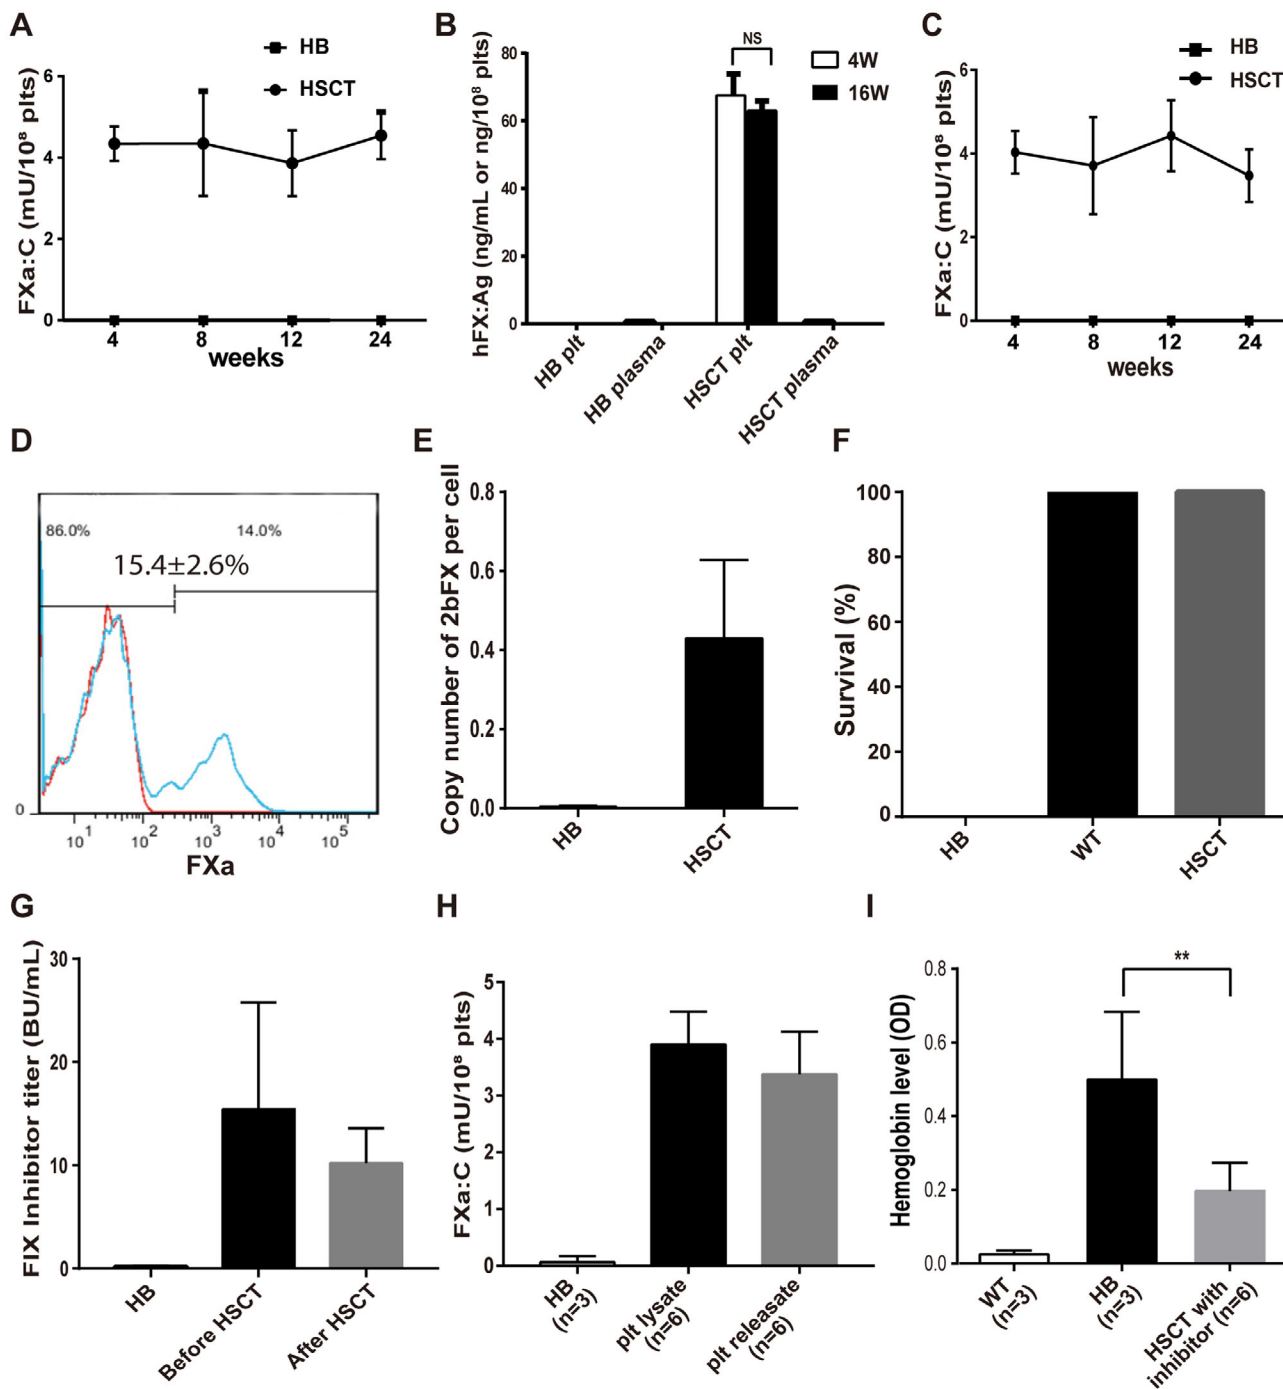 A
HB
HSCT
FXa:C (mU/10⁸ plts)
6
4
2
0
4
8
12
24
weeks
B
NS
4W
16W
hFX:Ag (ng/mL or ng/10⁸ plts)
80
60
40
20
0
HB plt
HB plasma
HSCT plt
HSCT plasma
C
HB
HSCT
FXa:C (mU/10⁸ plts)
6
4
2
0
4
8
12
24
weeks
D
86.0%
14.0%
15.4±2.6%
0
10¹
10²
10³
10⁴
10⁵
FXa
E
Copy number of 2bFX per cell
0.8
0.6
0.4
0.2
0.0
HB
HSCT
F
Survival (%)
100
80
60
40
20
0
HB
WT
HSCT
G
FIX Inhibitor titer (BU/mL)
30
20
10
0
HB
Before HSCT
After HSCT
H
FXa:C (mU/10⁸ plts)
5
4
3
2
1
0
HB
(n=3)
plt lysate
(n=6)
plt releasate
(n=6)
I
**
Hemoglobin level (OD)
0.8
0.6
0.4
0.2
0.0
WT
(n=3)
HB
(n=3)
HSCT with
inhibitor (n=6)